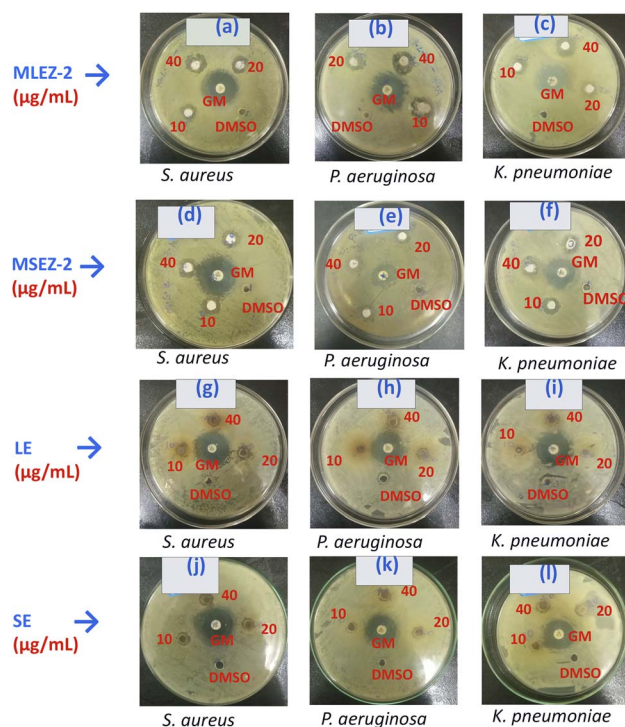 (a)
(b)
(c)
MLEZ-2
(µg/mL)
40
20
GM
10
DMSO
20
40
GM
DMSO
10
40
10
GM
20
DMSO
S. aureus
P. aeruginosa
K. pneumoniae
(d)
(e)
(f)
MSEZ-2
(µg/mL)
20
40
GM
DMSO
10
20
40
GM
DMSO
10
20
40
GM
DMSO
10
S. aureus
P. aeruginosa
K. pneumoniae
(g)
(h)
(i)
LE
(µg/mL)
40
10
GM
20
DMSO
40
10
GM
20
DMSO
40
10
GM
20
DMSO
S. aureus
P. aeruginosa
K. pneumoniae
(j)
(k)
(l)
SE
(µg/mL)
40
10
20
GM
DMSO
40
10
20
GM
DMSO
40
20
10
GM
DMSO
S. aureus
P. aeruginosa
K. pneumoniae